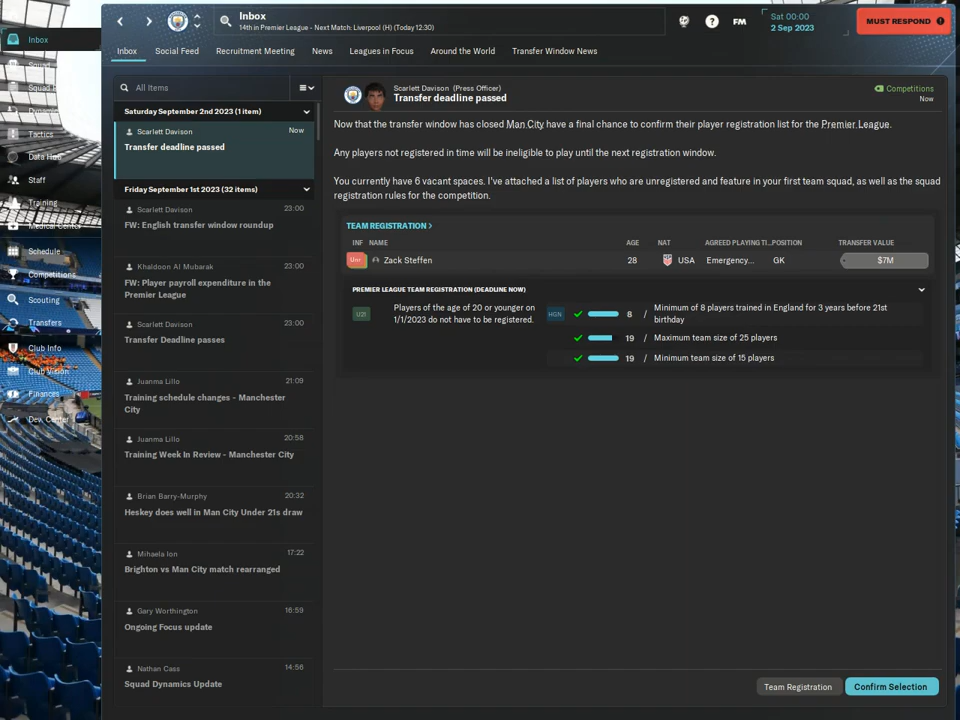 Inbox
14th in Premier League - Next Match: Liverpool (H) (Today 12:30)
?
FM
Sat 00:00
2 Sep 2023
MUST RESPOND
Inbox
Social Feed
Recruitment Meeting
News
Leagues in Focus
Around the World
Transfer Window News
Inbox
Squad
Tactics
Data Hub
Staff
Training
Medical Center
Schedule
Competitions
Scouting
Transfers
Club Info
Club Vision
Finances
Dev. Center
All Items
Saturday September 2nd 2023 (1 item)
Scarlett Davison Now
Transfer deadline passed
Friday September 1st 2023 (32 items)
Scarlett Davison 23:00
FW: English transfer window roundup
Khaldoon Al Mubarak 23:00
FW: Player payroll expenditure in the
Premier League
Scarlett Davison 23:00
Transfer Deadline passes
Juanma Lillo 21:09
Training schedule changes - Manchester
City
Juanma Lillo 20:58
Training Week In Review - Manchester City
Brian Barry-Murphy 20:32
Heskey does well in Man City Under 21s draw
Mihaela Ion 17:22
Brighton vs Man City match rearranged
Gary Worthington 16:59
Ongoing Focus update
Nathan Cass 14:56
Squad Dynamics Update
Scarlett Davison (Press Officer)
Transfer deadline passed
Competitions
Now
Now that the transfer window has closed Man City have a final chance to confirm their player registration list for the Premier League.
Any players not registered in time will be ineligible to play until the next registration window.
You currently have 6 vacant spaces. I've attached a list of players who are unregistered and feature in your first team squad, as well as the squad
registration rules for the competition.
TEAM REGISTRATION >
INF NAME AGE NAT AGREED PLAYING TI... POSITION TRANSFER VALUE
Unr Zack Steffen 28 USA Emergency... GK $7M
PREMIER LEAGUE TEAM REGISTRATION (DEADLINE NOW)
U21 Players of the age of 20 or younger on
1/1/2023 do not have to be registered.
HGN 8 / Minimum of 8 players trained in England for 3 years before 21st
birthday
19 / Maximum team size of 25 players
19 / Minimum team size of 15 players
Team Registration
Confirm Selection